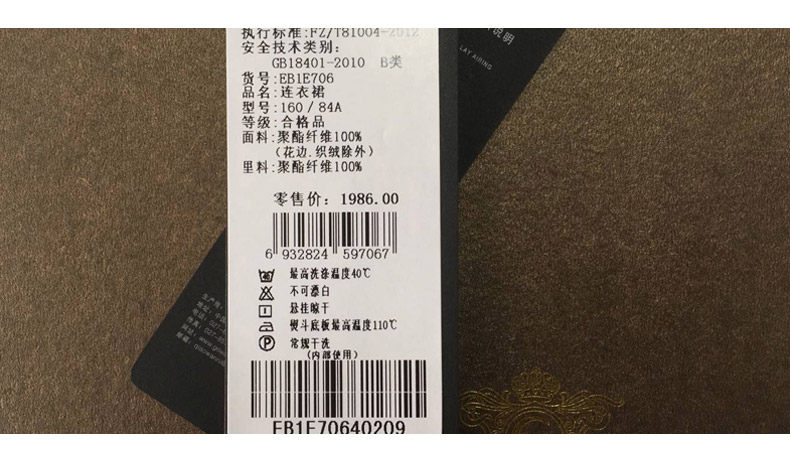 执行标准:FZ/T81004-2012
安全技术类别:
GB18401-2010 B类
货号:EB1E706
品名:连衣裙
型号:160/84A
等级:合格品
面料:聚酯纤维100%
(花边.织绒除外)
里料:聚酯纤维100%
零售价: 1986.00
6 932824 597067
最高洗涤温度40℃
不可漂白
悬挂晾干
熨斗底板最高温度110℃
常规干洗
(内部使用)
EB1E70640209
说明
LAY AIBING